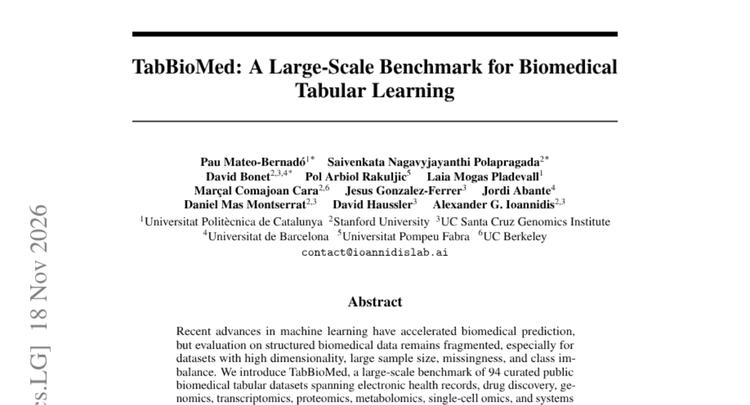 TabBioMed: A Large-Scale Benchmark for Biomedical
Tabular Learning
Pau Mateo-Bernadó1* Saivenkata Nagavyjayanthi Polapragada2*
David Bonet2,3,4* Pol Arbiol Rakuljic5 Laia Mogas Pladevall1
Marçal Comajoan Cara2,6 Jesus Gonzalez-Ferrer3 Jordi Abante4
Daniel Mas Montserrat2,3 David Haussler3 Alexander G. Ioannidis2,3
1Universitat Politècnica de Catalunya 2Stanford University 3UC Santa Cruz Genomics Institute
4Universitat de Barcelona 5Universitat Pompeu Fabra 6UC Berkeley
contact@ioannidislab.ai
Abstract
Recent advances in machine learning have accelerated biomedical prediction,
but evaluation on structured biomedical data remains fragmented, especially for
datasets with high dimensionality, large sample size, missingness, and class im-
balance. We introduce TabBioMed, a large-scale benchmark of 94 curated public
biomedical tabular datasets spanning electronic health records, drug discovery, ge-
nomics, transcriptomics, proteomics, metabolomics, single-cell omics, and systems
cs.LG] 18 Nov 2026